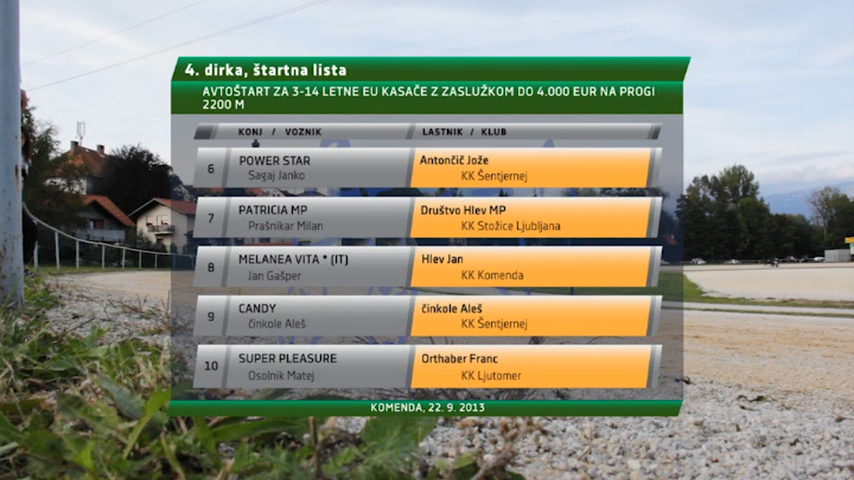 4. dirka, štartna lista
AVTOŠTART ZA 3-14 LETNE EU KASAČE Z ZASLUŽKOM DO 4.000 EUR NA PROGI
2200 M
KONJ / VOZNIK LASTNIK / KLUB
6 POWER STAR Antončič Jože
Sagaj Janko KK Šentjernej
7 PATRICIA MP Društvo Hlev MP
Prašnikar Milan KK Stožice Ljubljana
8 MELANEA VITA * (IT) Hlev Jan
Jan Gašper KK Komenda
9 CANDY činkole Aleš
činkole Aleš KK Šentjernej
10 SUPER PLEASURE Orthaber Franc
Osolnik Matej KK Ljutomer
KOMENDA, 22. 9. 2013